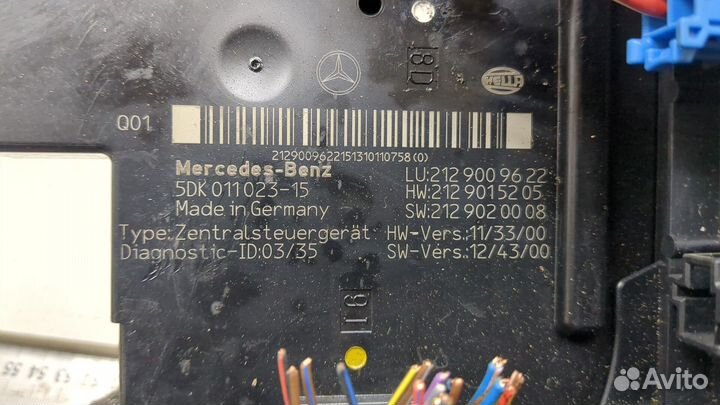 18D
HELLA
Q01
2129009622151310110758(0)
Mercedes-Benz
LU:212 900 96 22
5DK 011 023-15
HW:212 901 52 05
Made in Germany
SW:212 902 00 08
Type:Zentralsteuergerät
HW-Vers.:11/33/00
Diagnostic-ID:03/35
SW-Vers.:12/43/00
Avito